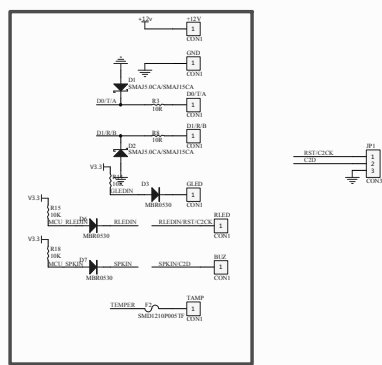 +12v
+12V
1
CON1
GND
1
CON1
D1
SMAJ5.0CA/SMAJ15CA
D0/T/A
R3
10R
D0/T/A
1
CON1
D1/R/B
R8
10R
D1/R/B
1
CON1
D2
SMAJ5.0CA/SMAJ15CA
V3.3
10K
GLEDIN
D5
MBR0530
GLED
1
CON1
V3.3
R15
10K
MCU_RLEDIN
MBR0530
RLEDIN
RLEDIN/RST/C2CK
RLED
1
CON1
V3.3
R18
10K
MCU_SPKIN
D7
MBR0530
SPKIN
SPKIN/C2D
BUZ
1
CON1
TEMPER
F2
SMD1210P005TF
TAMP
1
CON1
RST/C2CK
C2D
JP1
1
2
3
CON3